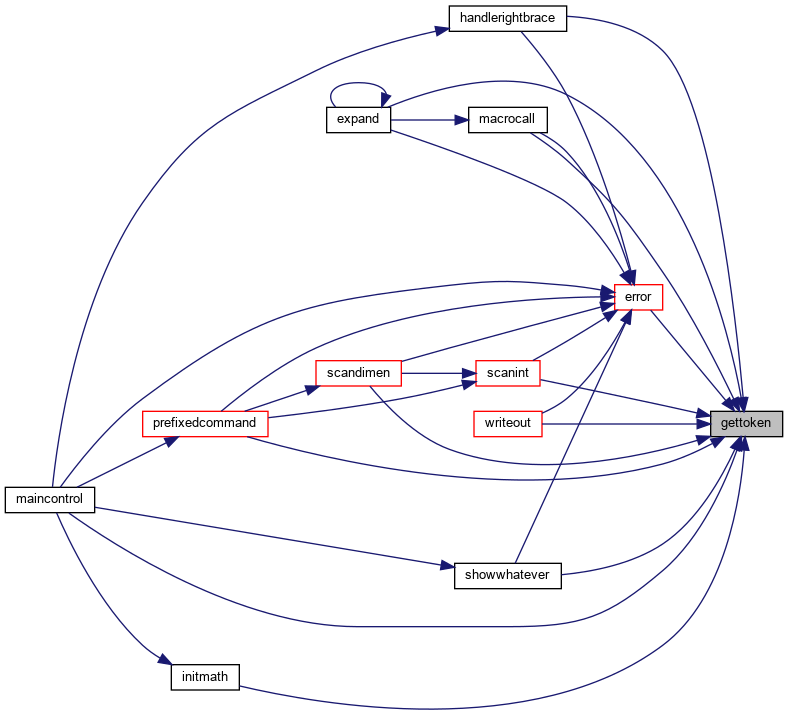 handlerightbrace
expand
macrocall
error
scandimen
scanint
prefixedcommand
writeout
gettoken
maincontrol
showwhatever
initmath